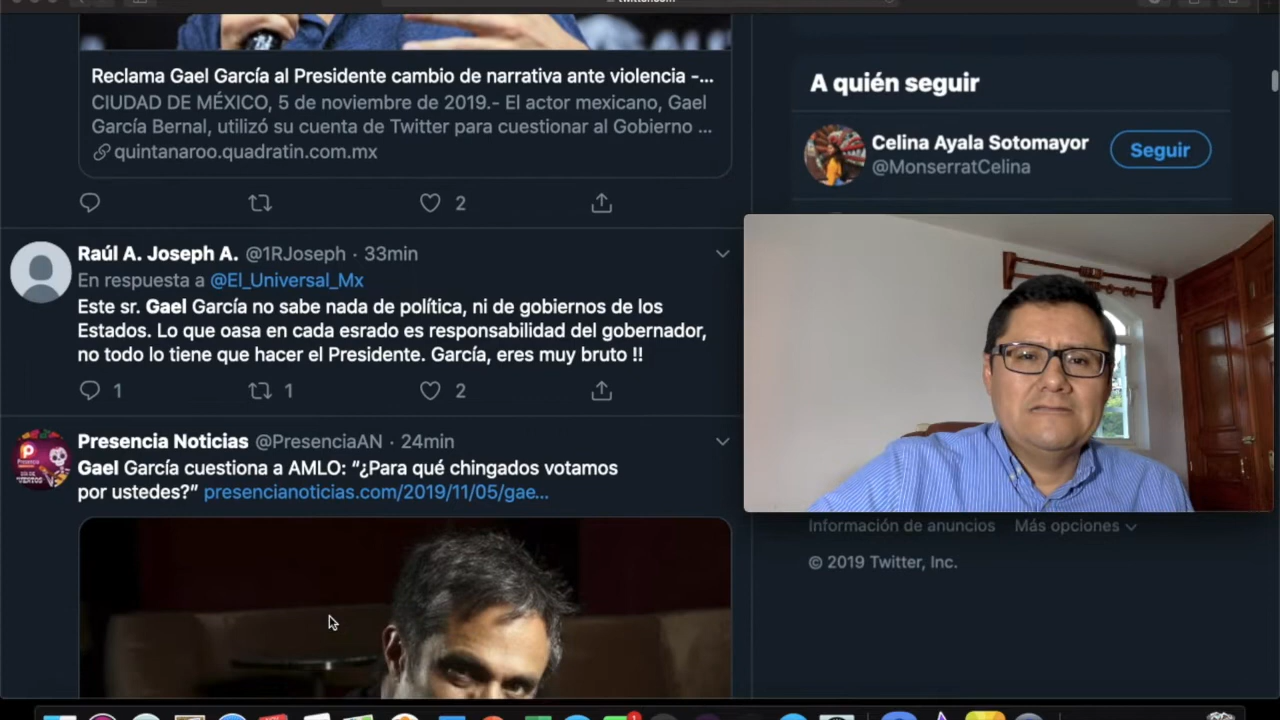 Reclama Gael García al Presidente cambio de narrativa ante violencia -...
CIUDAD DE MÉXICO, 5 de noviembre de 2019.- El actor mexicano, Gael
García Bernal, utilizó su cuenta de Twitter para cuestionar al Gobierno ...
quintanaroo.quadratin.com.mx
2
Raúl A. Joseph A. @1RJoseph · 33min
En respuesta a @El_Universal_Mx
Este sr. Gael García no sabe nada de política, ni de gobiernos de los
Estados. Lo que oasa en cada esrado es responsabilidad del gobernador,
no todo lo tiene que hacer el Presidente. García, eres muy bruto !!
1 1 2
Presencia Noticias @PresenciaAN · 24min
Gael García cuestiona a AMLO: “¿Para qué chingados votamos
por ustedes?” presencianoticias.com/2019/11/05/gae...
A quién seguir
Celina Ayala Sotomayor
@MonserratCelina
Seguir
Información de anuncios Más opciones
© 2019 Twitter, Inc.